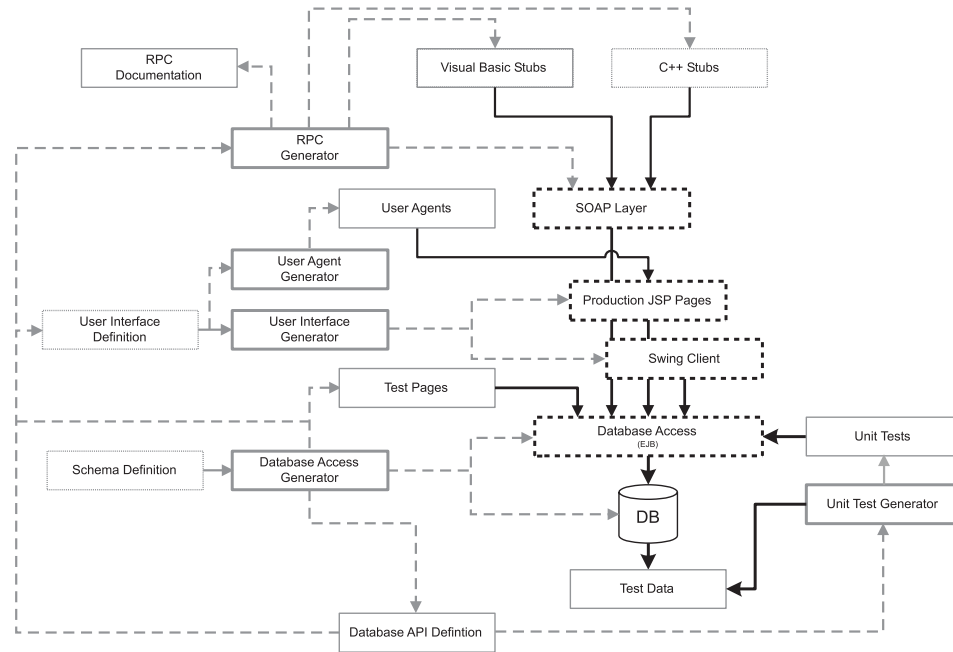 RPC
Documentation
Visual Basic Stubs
C++ Stubs
RPC
Generator
User Agents
SOAP Layer
User Agent
Generator
Production JSP Pages
User Interface
Definition
User Interface
Generator
Swing Client
Test Pages
Database Access
(EJB)
Unit Tests
Schema Definition
Database Access
Generator
DB
Unit Test Generator
Test Data
Database API Defintion